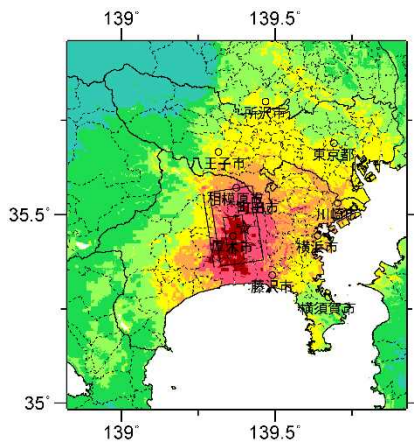 139° 139.5°
所沢市
八王子市 東京都
相模原市
町田市
35.5° 川崎市
厚木市 横浜市
藤沢市
横須賀市
35°
139° 139.5°